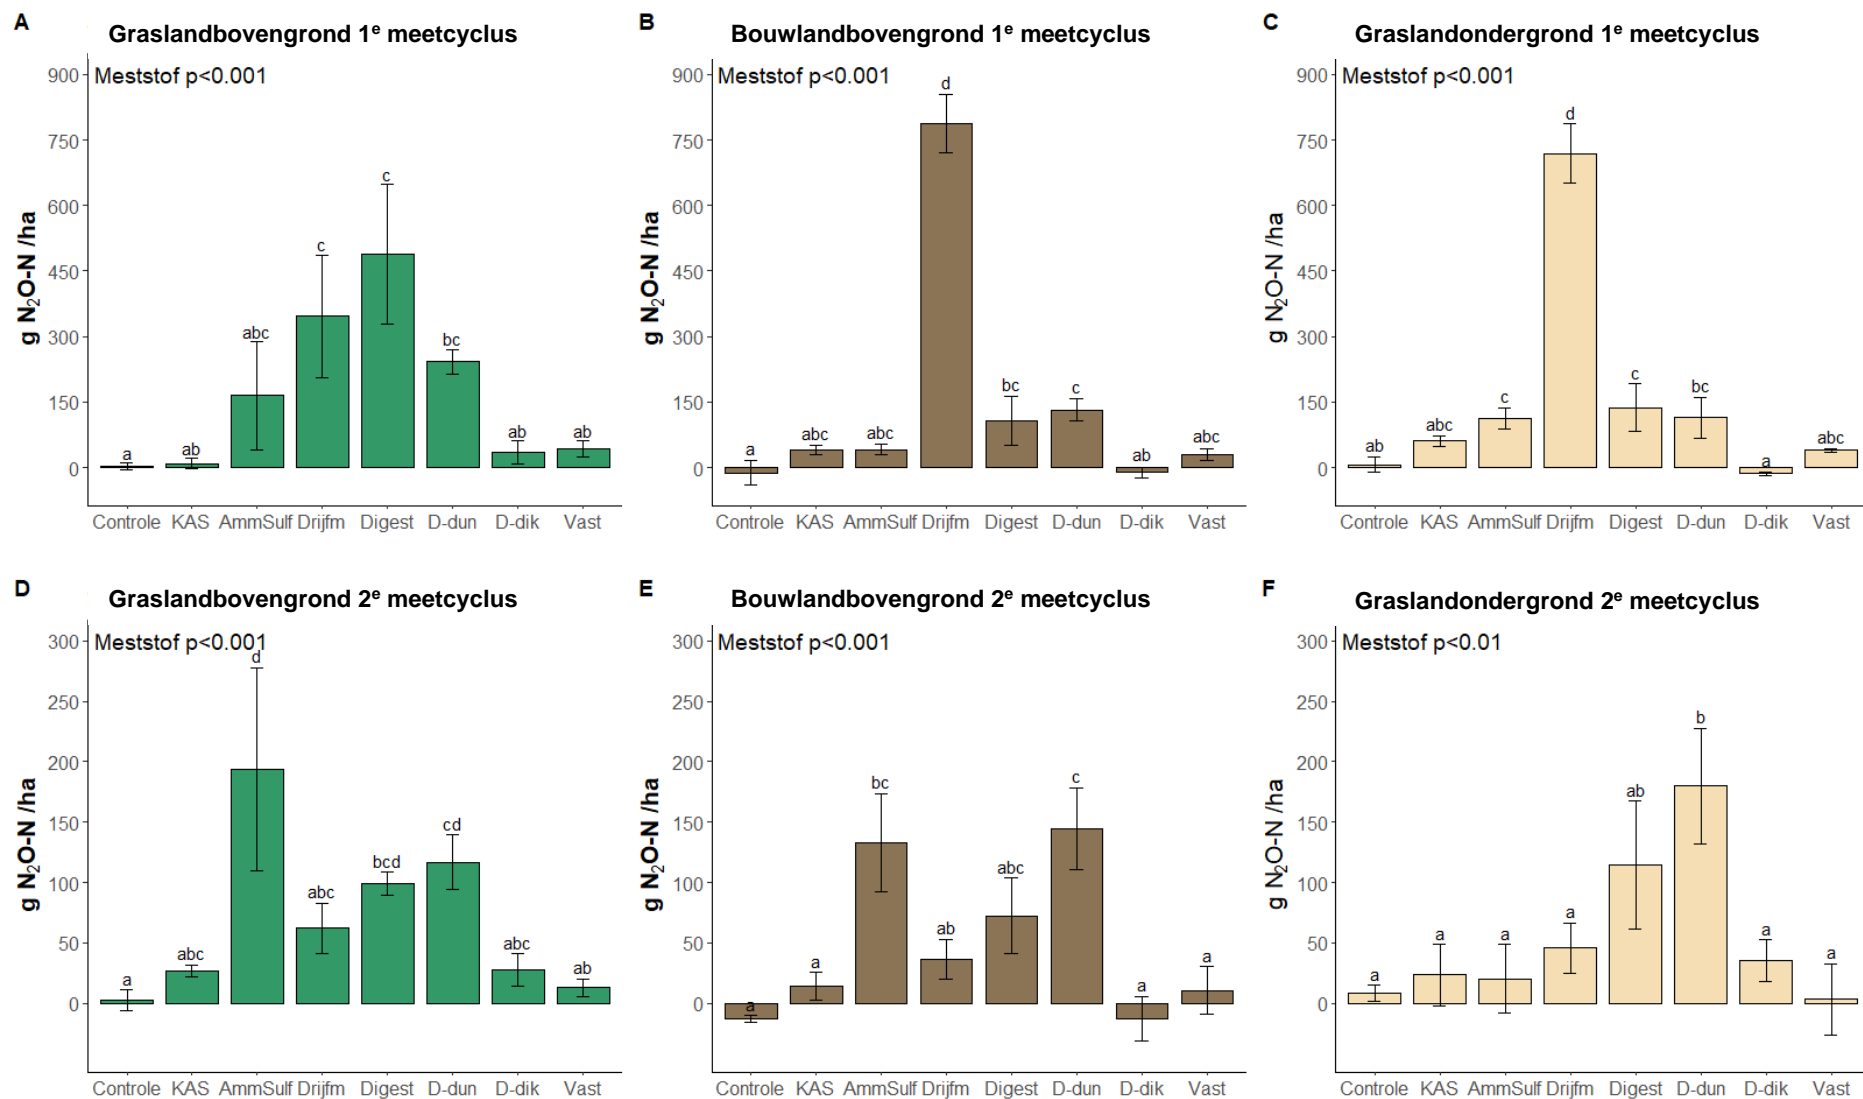 A
Graslandbovengrond 1e meetcyclus
Meststof p<0.001
900
750
600
450
300
150
0
g N2O-N /ha
a
ab
abc
c
c
bc
ab
ab
Controle KAS AmmSulf Drijfm Digest D-dun D-dik Vast
B
Bouwlandbovengrond 1e meetcyclus
Meststof p<0.001
900
750
600
450
300
150
0
g N2O-N /ha
a
abc
abc
d
bc
c
ab
abc
Controle KAS AmmSulf Drijfm Digest D-dun D-dik Vast
C
Graslandondergrond 1e meetcyclus
Meststof p<0.001
900
750
600
450
300
150
0
g N2O-N /ha
ab
abc
c
d
c
bc
a
abc
Controle KAS AmmSulf Drijfm Digest D-dun D-dik Vast
D
Graslandbovengrond 2e meetcyclus
Meststof p<0.001
300
250
200
150
100
50
0
g N2O-N /ha
a
abc
d
abc
bcd
cd
abc
ab
Controle KAS AmmSulf Drijfm Digest D-dun D-dik Vast
E
Bouwlandbovengrond 2e meetcyclus
Meststof p<0.001
300
250
200
150
100
50
0
g N2O-N /ha
a
a
bc
ab
abc
c
a
a
Controle KAS AmmSulf Drijfm Digest D-dun D-dik Vast
F
Graslandondergrond 2e meetcyclus
Meststof p<0.01
300
250
200
150
100
50
0
g N2O-N /ha
a
a
a
a
ab
b
a
a
Controle KAS AmmSulf Drijfm Digest D-dun D-dik Vast